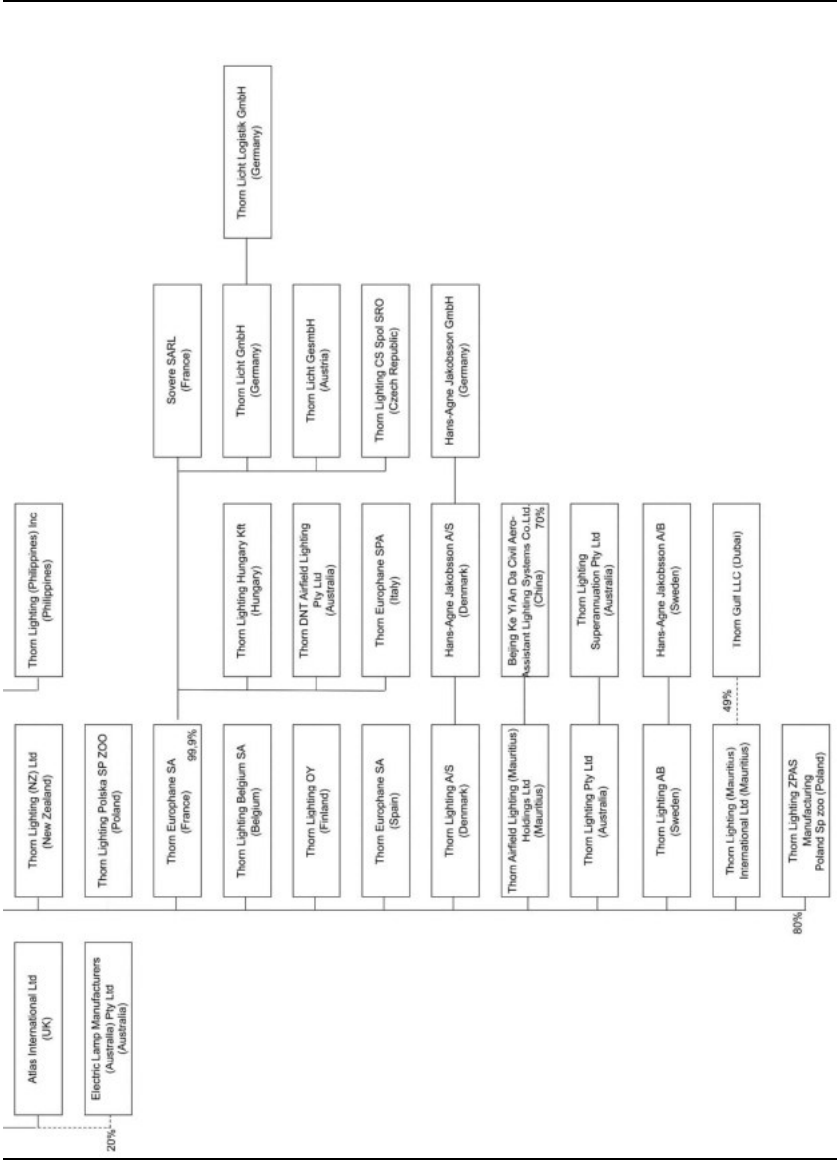 Atlas International Ltd
(UK)
Thorn Lighting (NZ) Ltd
(New Zealand)
Thorn Lighting (Philippines) Inc
(Philippines)
20%
Electric Lamp Manufacturers
(Australia) Pty Ltd
(Australia)
Thorn Lighting Polska SP ZOO
(Poland)
Thorn Europhane SA
(France)
99,9%
Sovere SARL
(France)
Thorn Lighting Belgium SA
(Belgium)
Thorn Lighting Hungary Kft
(Hungary)
Thorn Licht GmbH
(Germany)
Thorn Licht Logistik GmbH
(Germany)
Thorn Lighting OY
(Finland)
Thorn DNT Airfield Lighting
Pty Ltd
(Australia)
Thorn Licht GesmbH
(Austria)
Thorn Europhane SA
(Spain)
Thorn Europhane SPA
(Italy)
Thorn Lighting CS Spol SRO
(Czech Republic)
Thorn Lighting A/S
(Denmark)
Hans-Agne Jakobsson A/S
(Denmark)
Hans-Agne Jakobsson GmbH
(Germany)
Thorn Airfield Lighting (Mauritius)
Holdings Ltd
(Mauritius)
Bejing Ke Yi An Da Civil Aero-
Assistant Lighting Systems Co.Ltd.
(China)
70%
Thorn Lighting Pty Ltd
(Australia)
Thorn Lighting
Superannuation Pty Ltd
(Australia)
Thorn Lighting AB
(Sweden)
Hans-Agne Jakobsson A/B
(Sweden)
Thorn Lighting (Mauritius)
International Ltd (Mauritius)
49%
Thorn Gulf LLC (Dubai)
80%
Thorn Lighting ZPAS
Manufacturing
Poland Sp zoo (Poland)